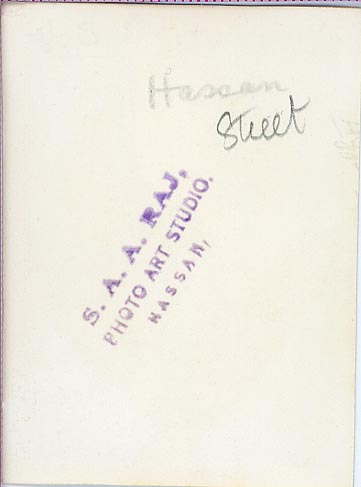 Hassan
Street
S. A. A. RAJ,
PHOTO ART STUDIO.
HASSAN,